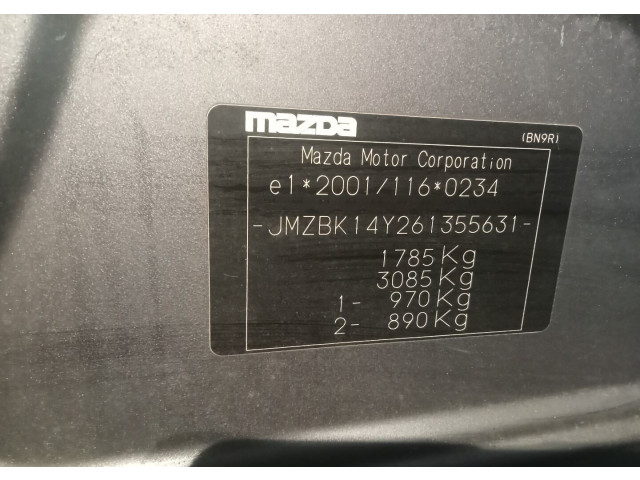 mazda
(BN9R)
Mazda Motor Corporation
e1*2001/116*0234
-JMZBK14Y261355631-
1785 Kg
3085 Kg
1- 970 Kg
2- 890 Kg